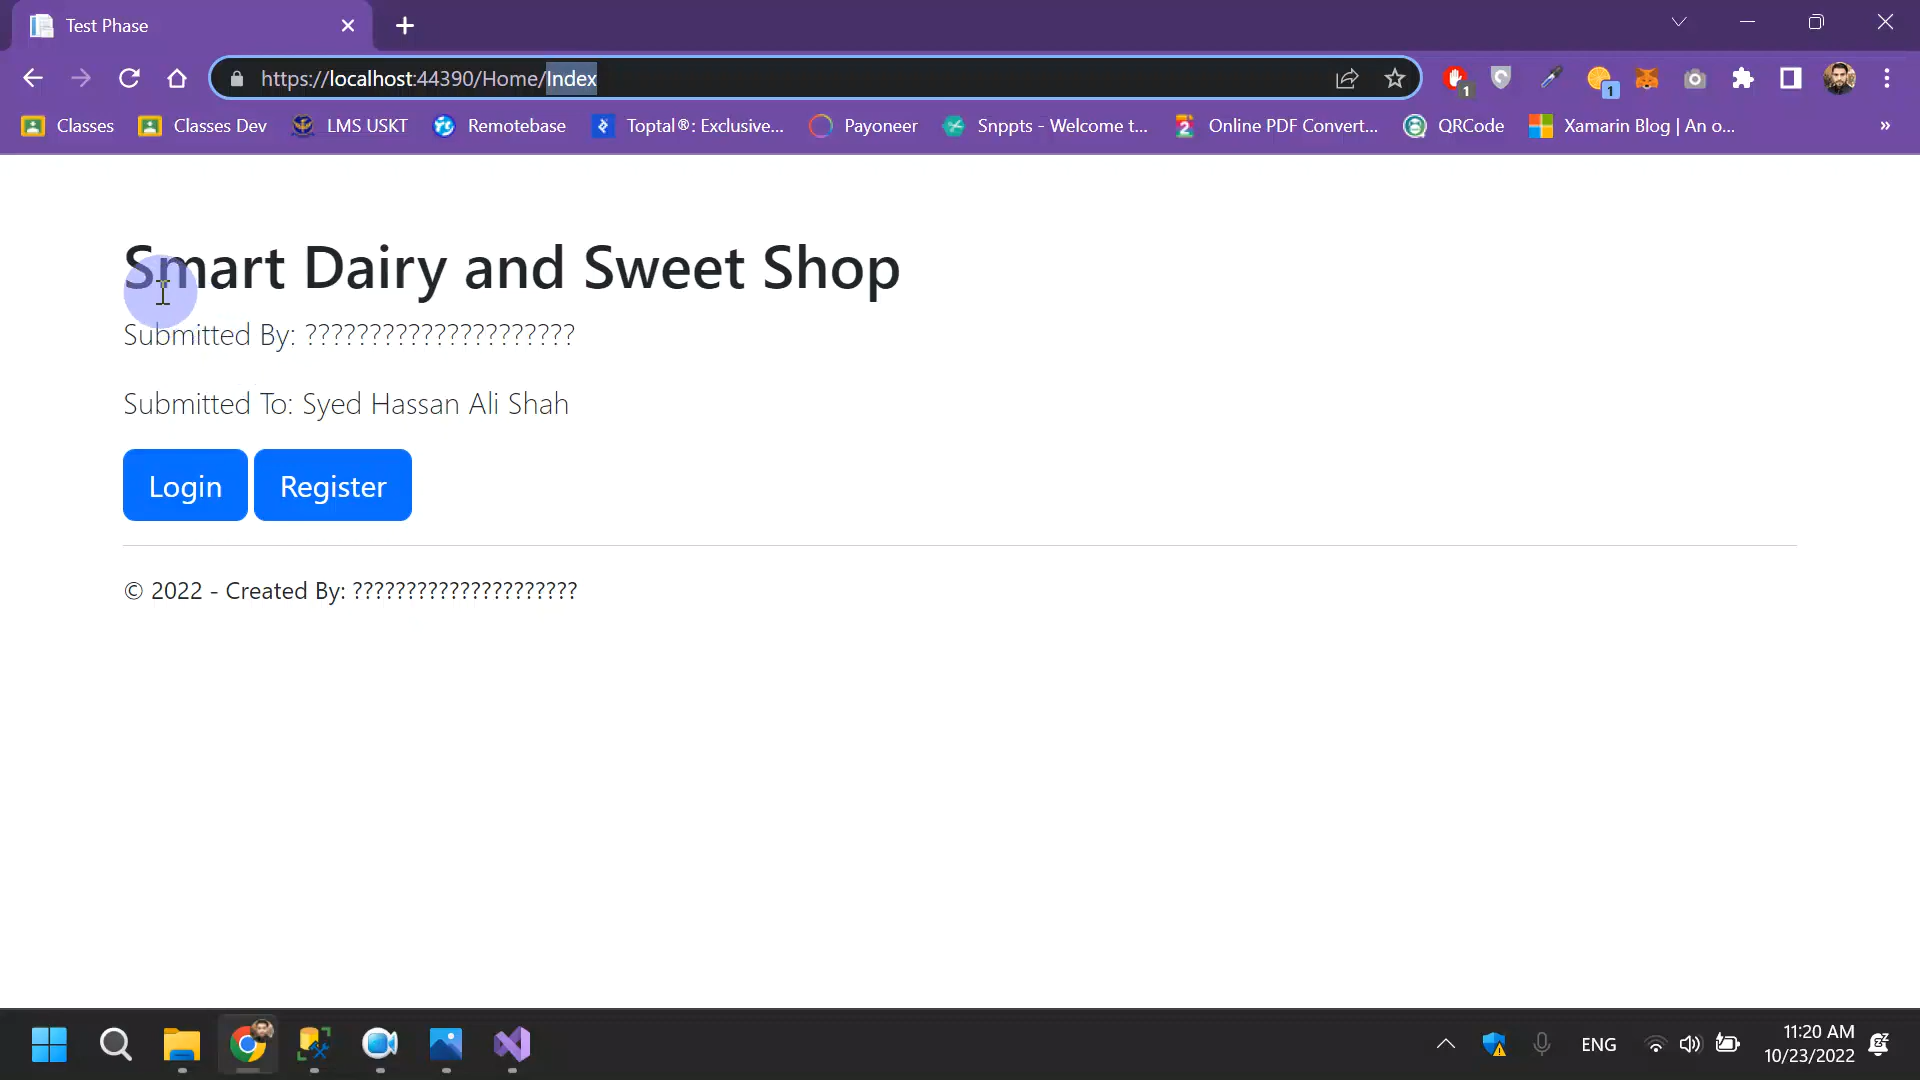 Test Phase
https://localhost:44390/Home/Index
1
1
Classes
Classes Dev
LMS USKT
Remotebase
Toptal®: Exclusive...
Payoneer
Snppts - Welcome t...
Online PDF Convert...
QRCode
Xamarin Blog | An o...
»
Smart Dairy and Sweet Shop
Submitted By: ?????????????????????
Submitted To: Syed Hassan Ali Shah
Login
Register
© 2022 - Created By: ?????????????????????
ENG
11:20 AM
10/23/2022